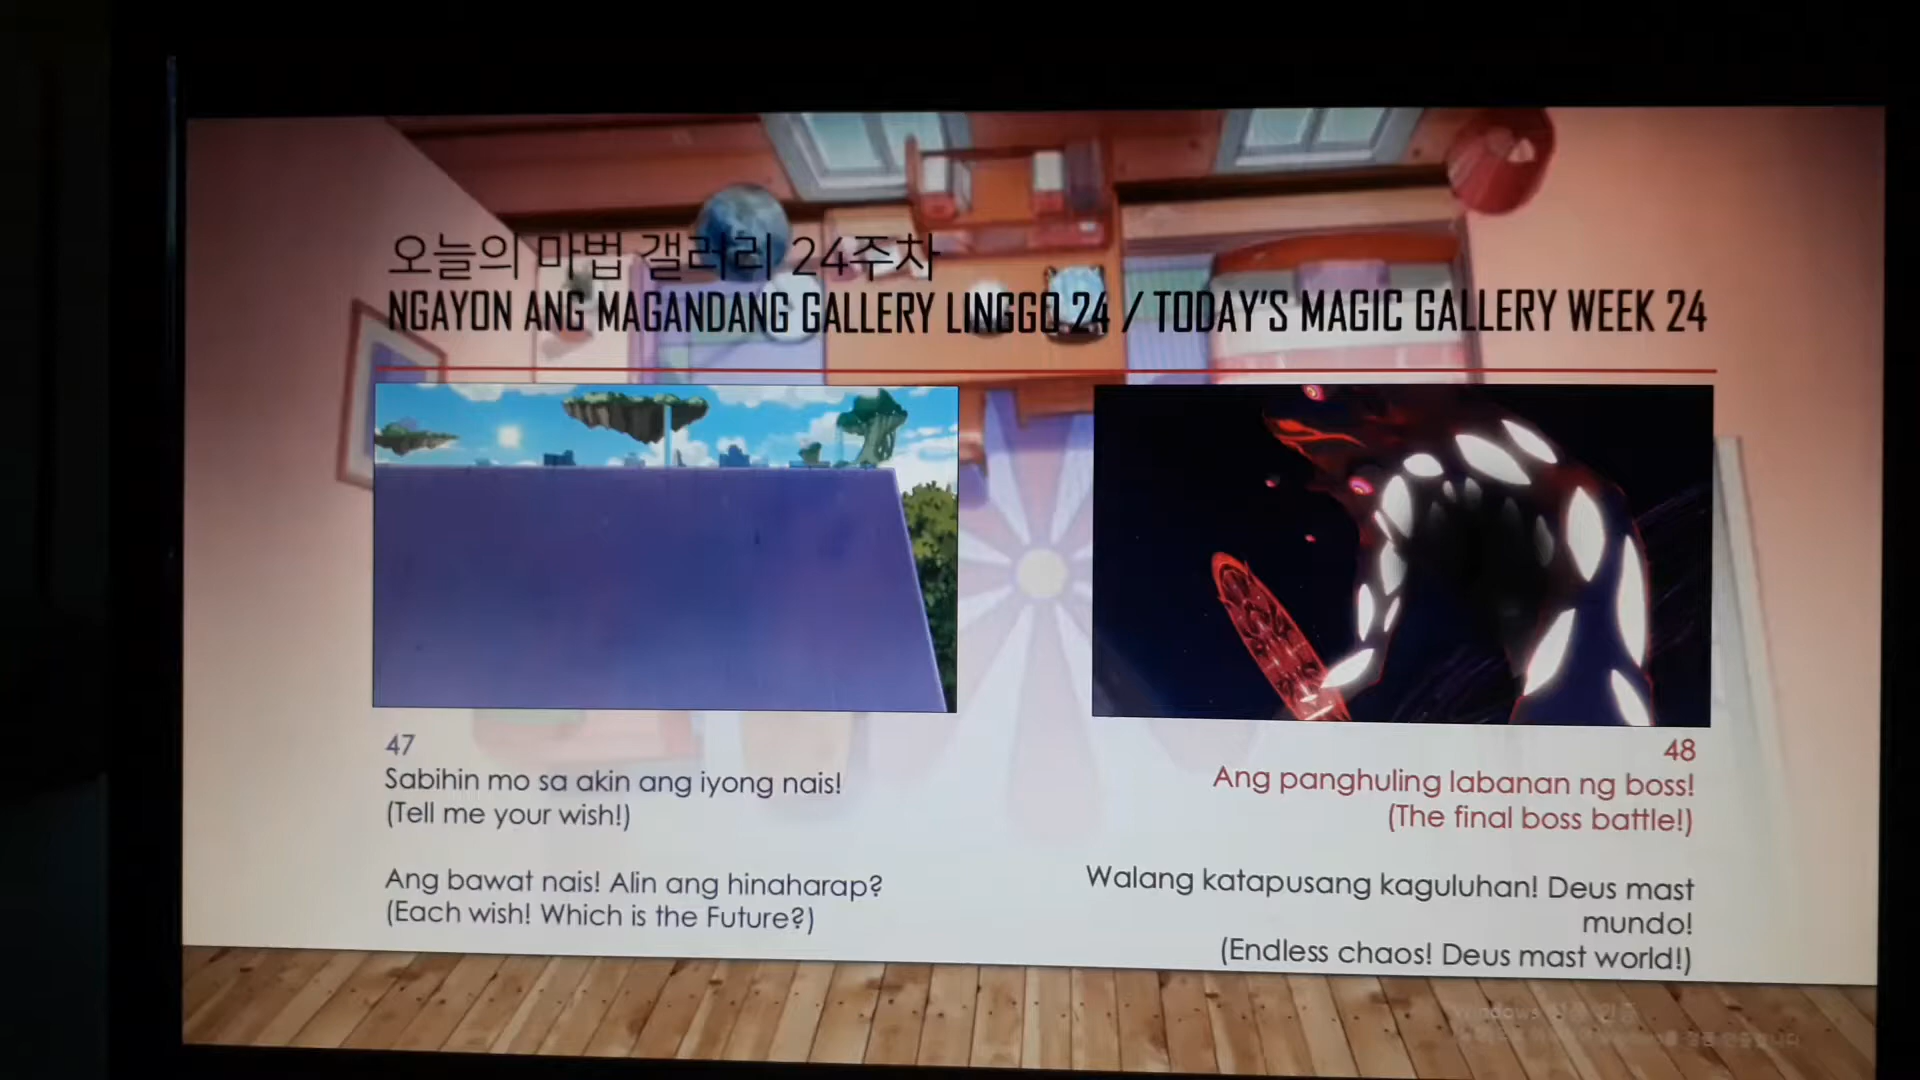 오늘의 마법 갤러리 24주차
NGAYON ANG MAGANDANG GALLERY LINGGO 24 / TODAY'S MAGIC GALLERY WEEK 24
47
Sabihin mo sa akin ang iyong nais!
(Tell me your wish!)
Ang bawat nais! Alin ang hinaharap?
(Each wish! Which is the Future?)
48
Ang panghuling labanan ng boss!
(The final boss battle!)
Walang katapusang kaguluhan! Deus mast
mundo!
(Endless chaos! Deus mast world!)
Windows